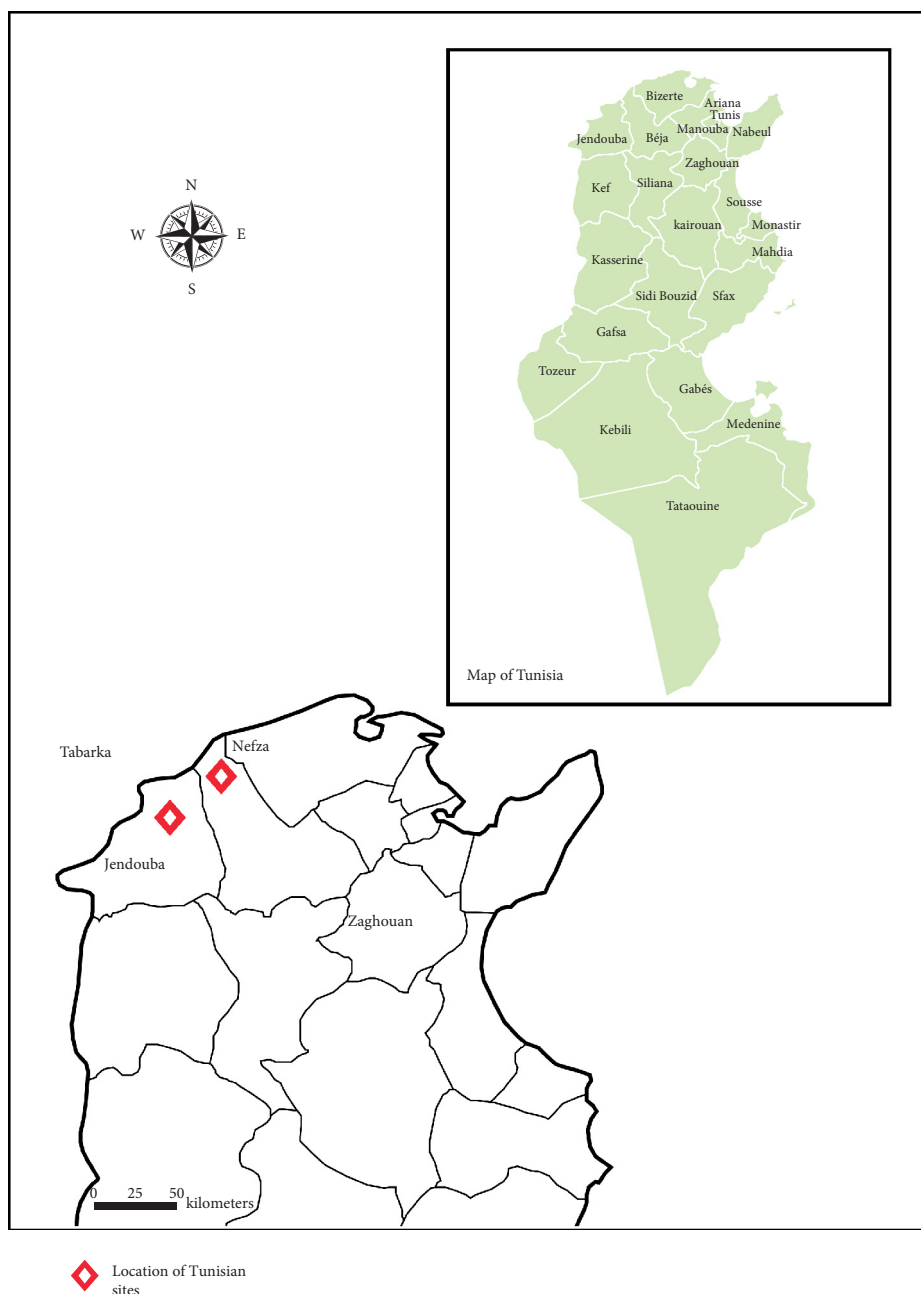 Bizerte
Ariana
Tunis
Jendouba
Béja
Manouba
Nabeul
Zaghouan
Kef
Siliana
Sousse
kairouan
Monastir
Mahdia
Kasserine
Sidi Bouzid
Sfax
Gafsa
Tozeur
Gabés
Kebili
Medenine
Tataouine
Map of Tunisia
N
W
E
S
Tabarka
Nefza
Jendouba
Zaghouan
0 25 50
kilometers
Location of Tunisian
sites